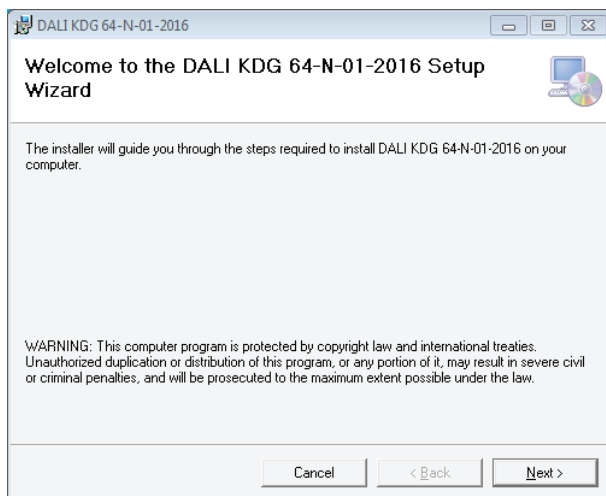 DALI KDG 64-N-01-2016
Welcome to the DALI KDG 64-N-01-2016 Setup
Wizard
The installer will guide you through the steps required to install DALI KDG 64-N-01-2016 on your
computer.
WARNING: This computer program is protected by copyright law and international treaties.
Unauthorized duplication or distribution of this program, or any portion of it, may result in severe civil
or criminal penalties, and will be prosecuted to the maximum extent possible under the law.
Cancel < Back Next >